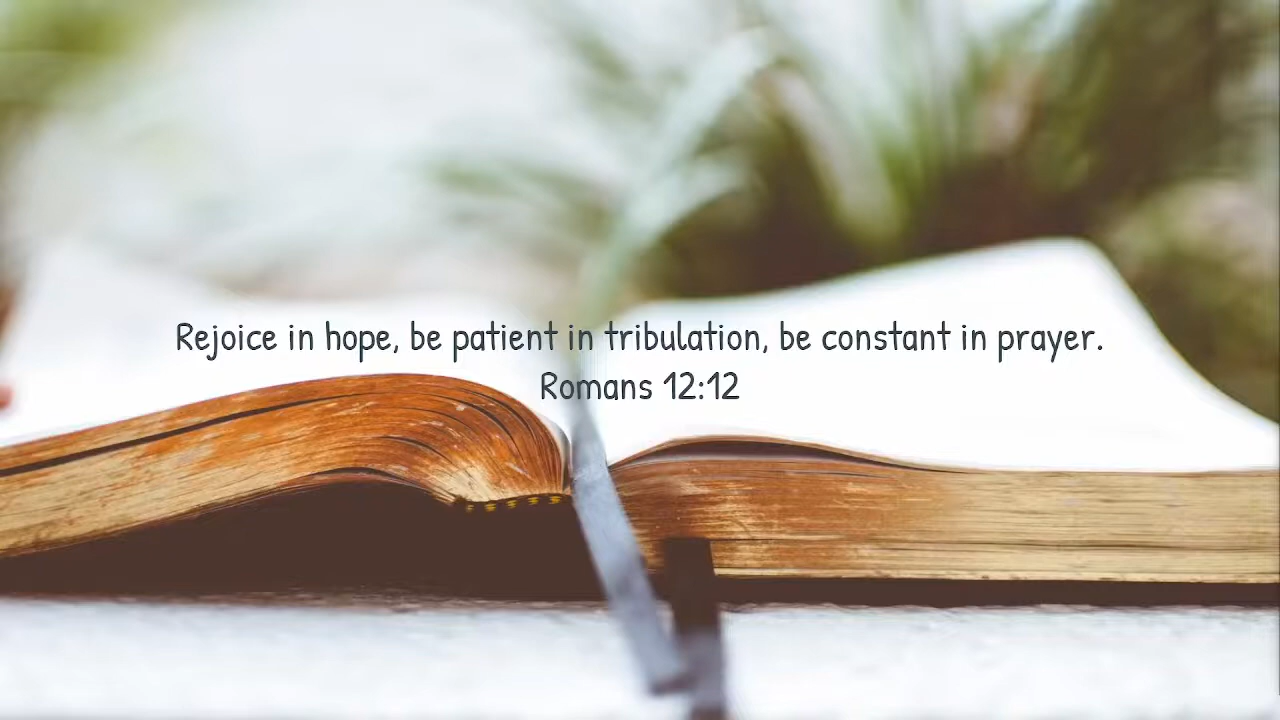 Rejoice in hope, be patient in tribulation, be constant in prayer.
Romans 12:12